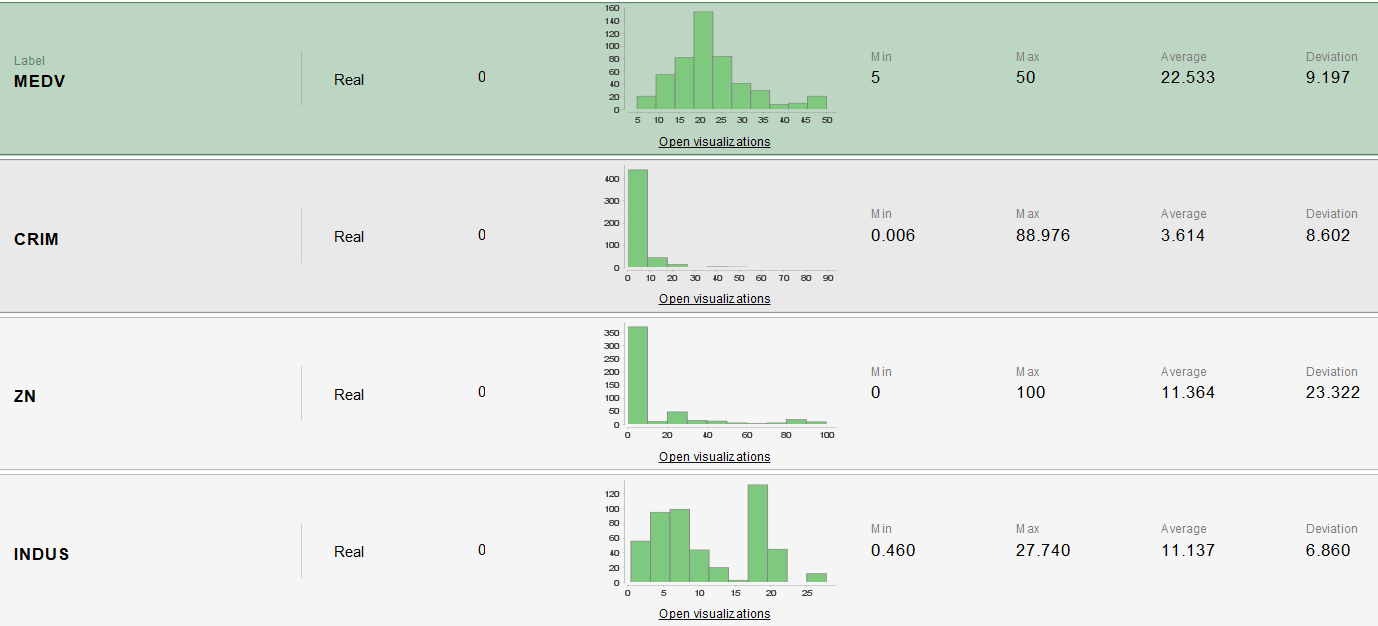 Label
MEDV
Real
0
160
140
120
100
80
60
40
20
0
5 10 15 20 25 30 35 40 45 50
Open visualizations
Min Max Average Deviation
5 50 22.533 9.197
CRIM
Real
0
400
300
200
100
0
0 10 20 30 40 50 60 70 80 90
Open visualizations
Min Max Average Deviation
0.006 88.976 3.614 8.602
ZN
Real
0
350
300
250
200
150
100
50
0
0 20 40 60 80 100
Open visualizations
Min Max Average Deviation
0 100 11.364 23.322
INDUS
Real
0
120
100
80
60
40
20
0
0 5 10 15 20 25
Open visualizations
Min Max Average Deviation
0.460 27.740 11.137 6.860